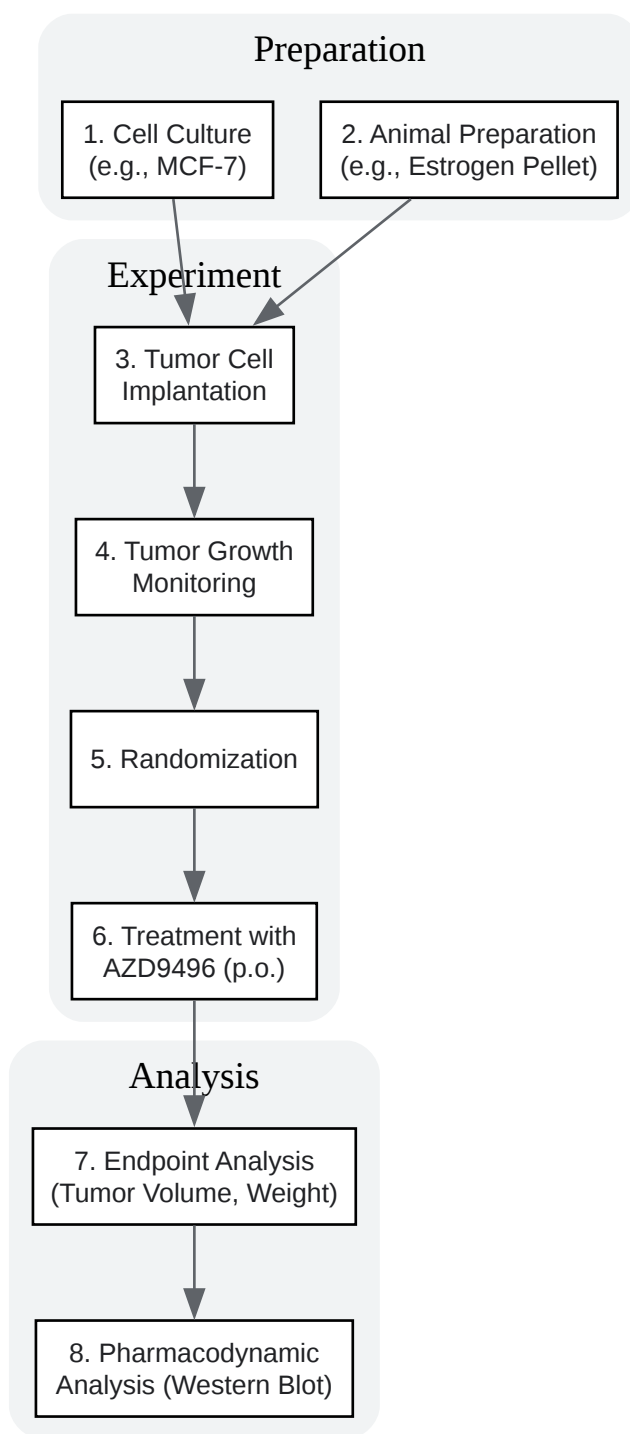 Preparation
1. Cell Culture
(e.g., MCF-7)
2. Animal Preparation
(e.g., Estrogen Pellet)
Experiment
3. Tumor Cell
Implantation
4. Tumor Growth
Monitoring
5. Randomization
6. Treatment with
AZD9496 (p.o.)
Analysis
7. Endpoint Analysis
(Tumor Volume, Weight)
8. Pharmacodynamic
Analysis (Western Blot)